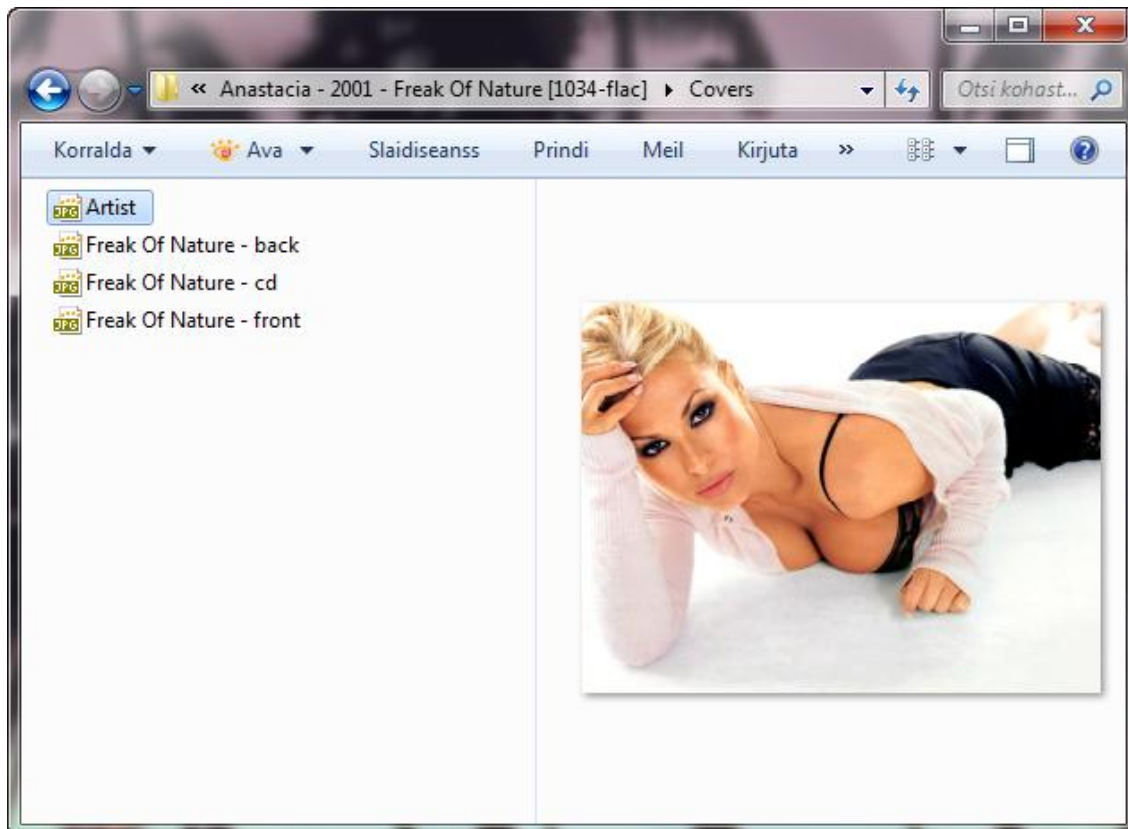 « Anastacia - 2001 - Freak Of Nature [1034-flac] Covers Otsi kohast...
Korralda Ava Slaidiseanss Prindi Meil Kirjuta »
Artist
Freak Of Nature - back
Freak Of Nature - cd
Freak Of Nature - front